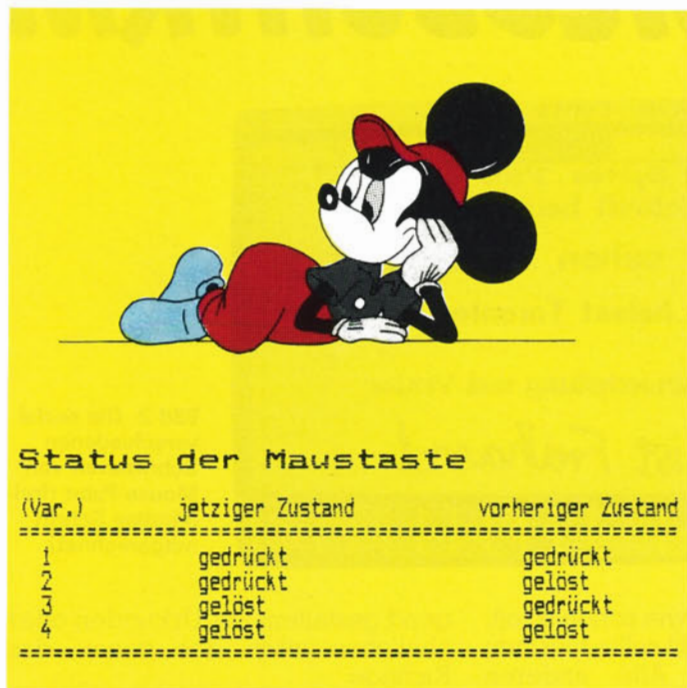 Status der Maustaste
(Var.) jetziger Zustand vorheriger Zustand
==========================================================
1 gedrückt gedrückt
2 gedrückt gelöst
3 gelöst gedrückt
4 gelöst gelöst
==========================================================